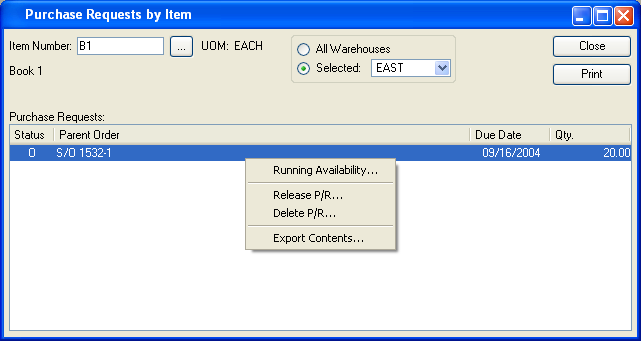 Purchase Requests by Item
Item Number: B1 ... UOM: EACH
All Warehouses
Selected: EAST
Close
Print
Book 1
Purchase Requests:
Status Parent Order Due Date Qty.
O S/O 1532-1 09/16/2004 20.00
Running Availability...
Release P/R...
Delete P/R...
Export Contents...